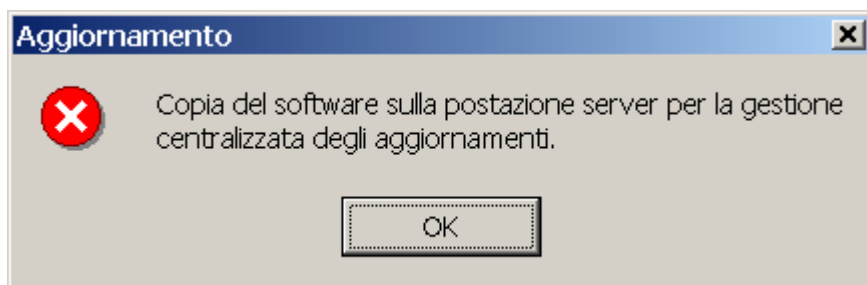 Aggiornamento
Copia del software sulla postazione server per la gestione
centralizzata degli aggiornamenti.
OK